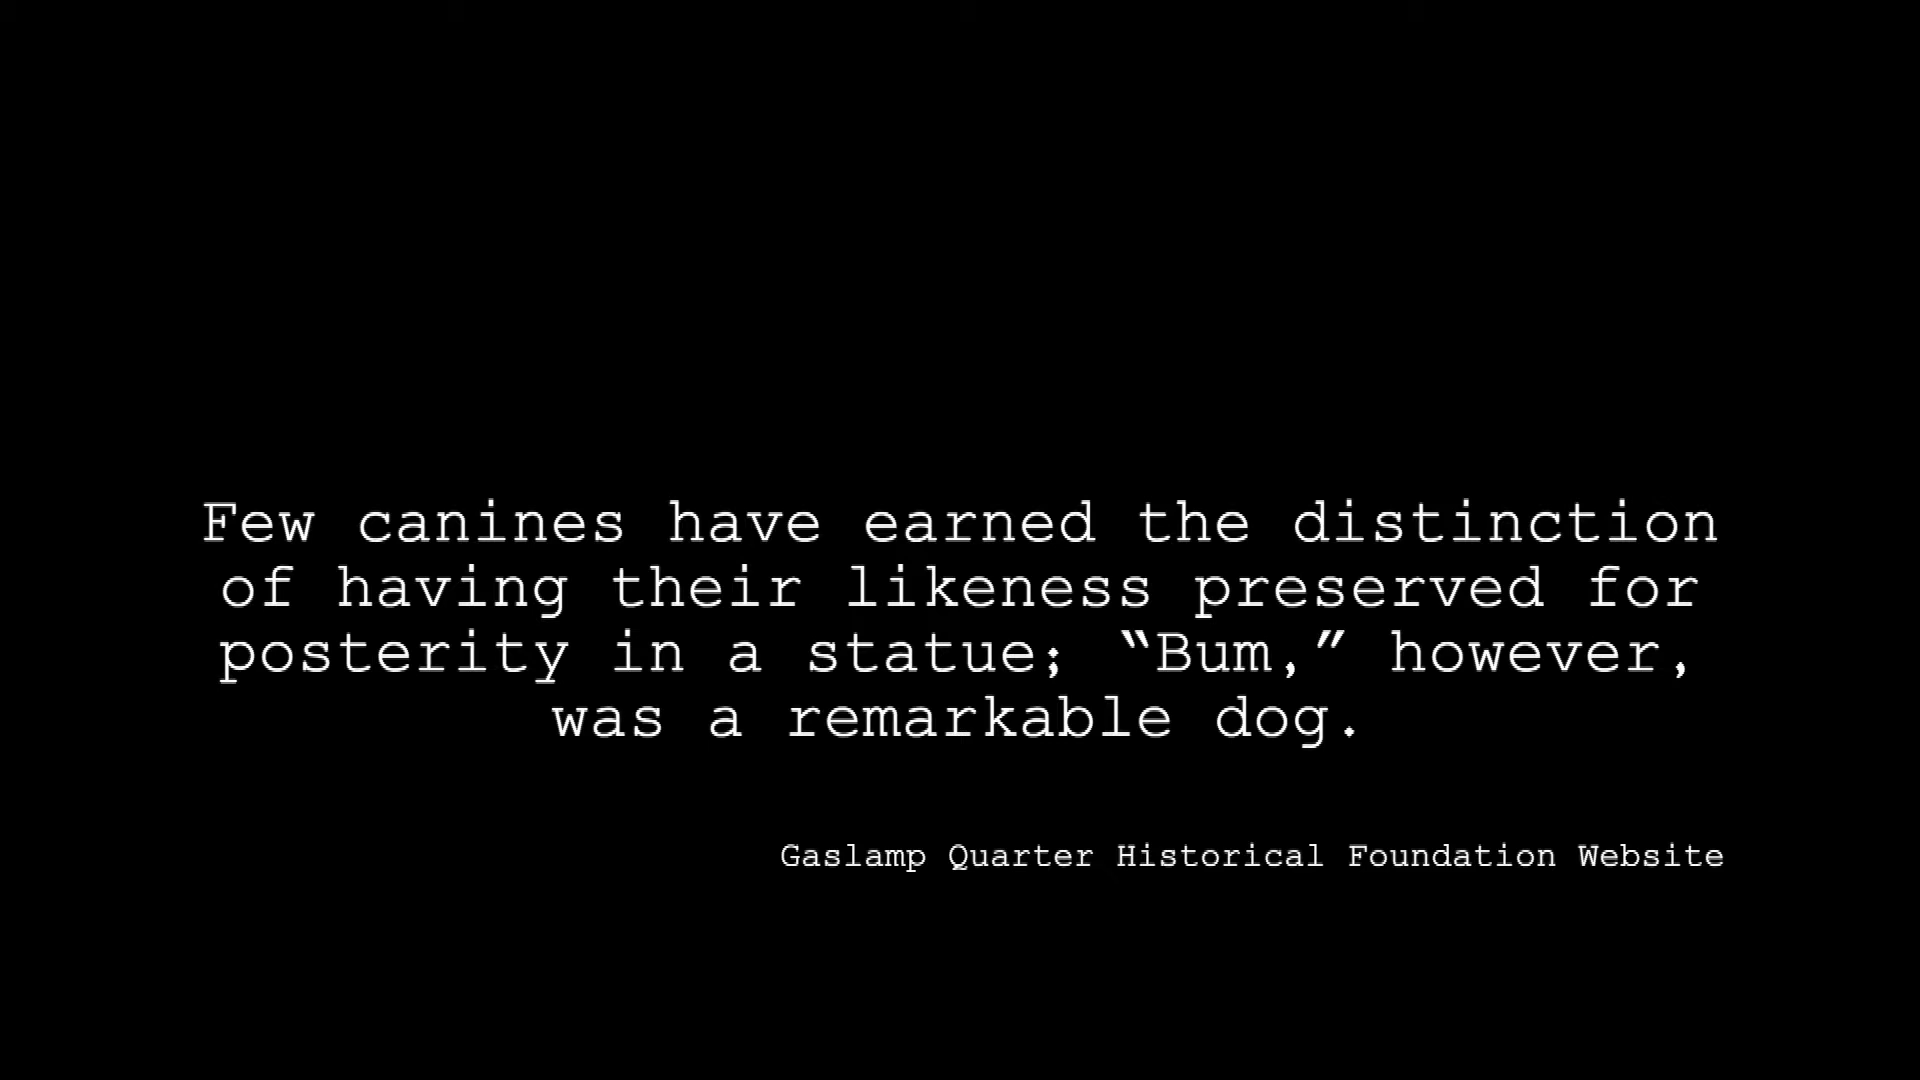 Few canines have earned the distinction
of having their likeness preserved for
posterity in a statue; “Bum,” however,
was a remarkable dog.
Gaslamp Quarter Historical Foundation Website